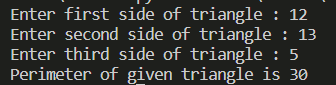 Enter first side of triangle : 12
Enter second side of triangle : 13
Enter third side of triangle : 5
Perimeter of given triangle is 30